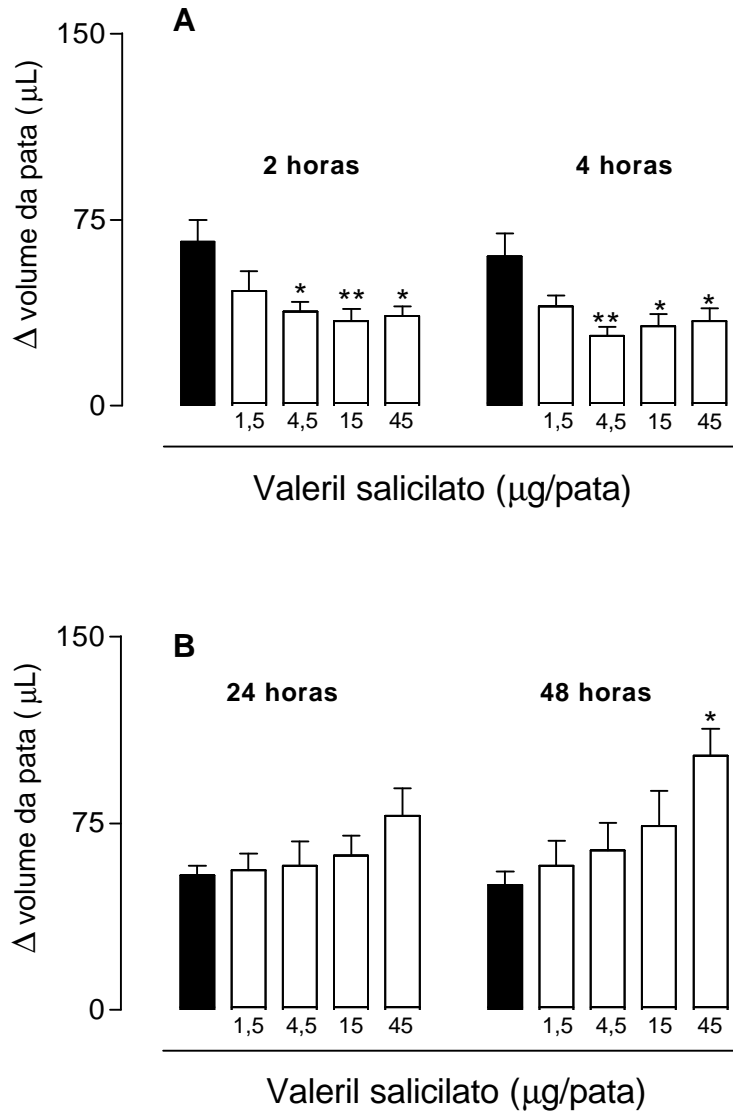 A
150
75
0
Δ volume da pata ( μL)
2 horas
4 horas
* ** *
** * *
1,5 4,5 15 45
1,5 4,5 15 45
Valeril salicilato (μg/pata)
B
150
75
0
Δ volume da pata ( μL)
24 horas
48 horas
*
1,5 4,5 15 45
1,5 4,5 15 45
Valeril salicilato (μg/pata)